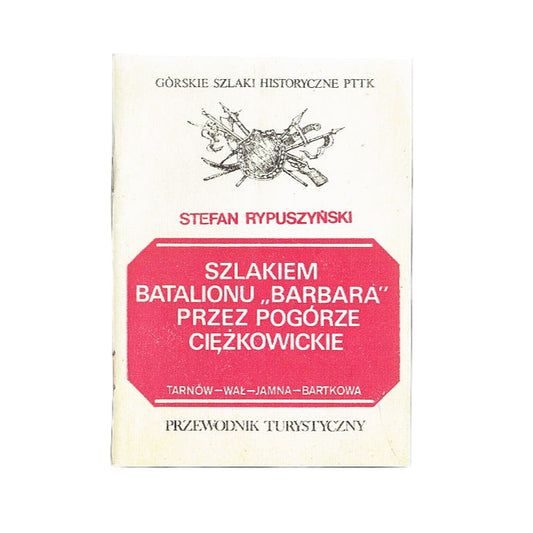 GÓRSKIE SZLAKI HISTORYCZNE PTTK
STEFAN RYPUSZYŃSKI
SZLAKIEM
BATALIONU „BARBARA"
PRZEZ POGÓRZE
CIĘŻKOWICKIE
TARNÓW—WAŁ—JAMNA—BARTKOWA
PRZEWODNIK TURYSTYCZNY